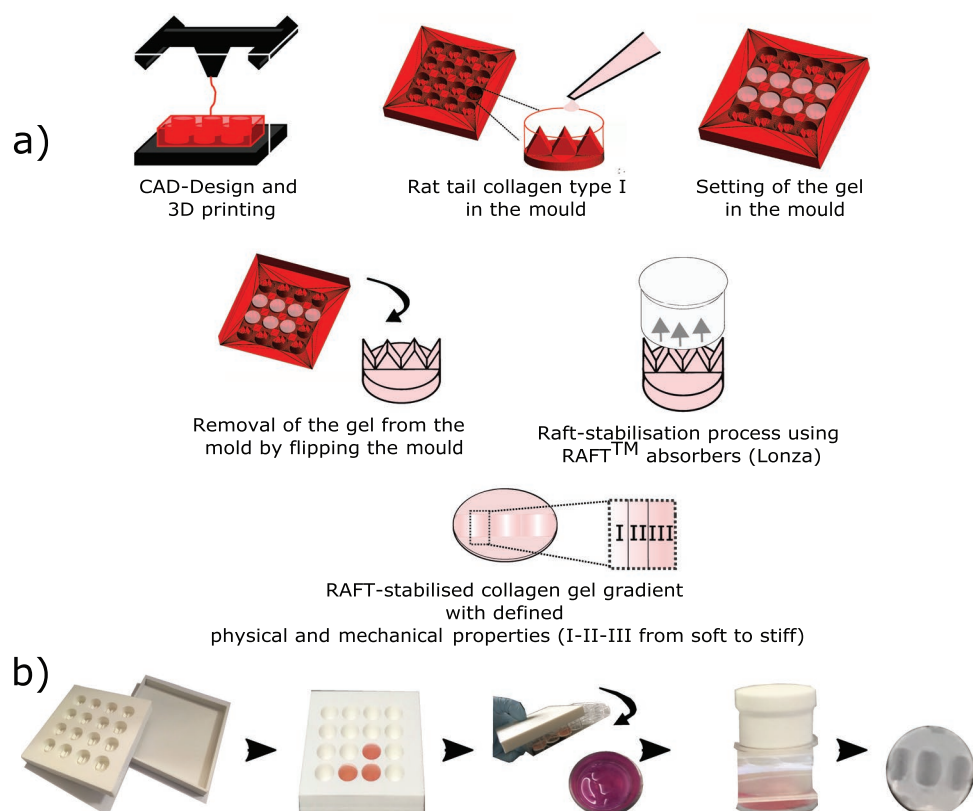 a)
CAD-Design and
3D printing
Rat tail collagen type I
in the mould
Setting of the gel
in the mould
Removal of the gel from the
mold by flipping the mould
Raft-stabilisation process using
RAFT™ absorbers (Lonza)
I II III
RAFT-stabilised collagen gel gradient
with defined
physical and mechanical properties (I-II-III from soft to stiff)
b)